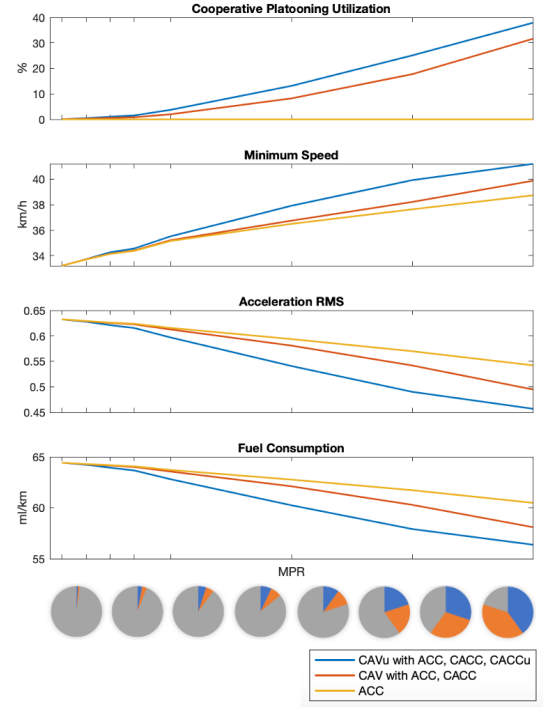 Cooperative Platooning Utilization
40
30
20
10
0
%
Minimum Speed
40
38
36
34
km/h
Acceleration RMS
0.65
0.6
0.55
0.5
0.45
Fuel Consumption
65
60
55
ml/km
MPR
CAVu with ACC, CACC, CACCu
CAV with ACC, CACC
ACC